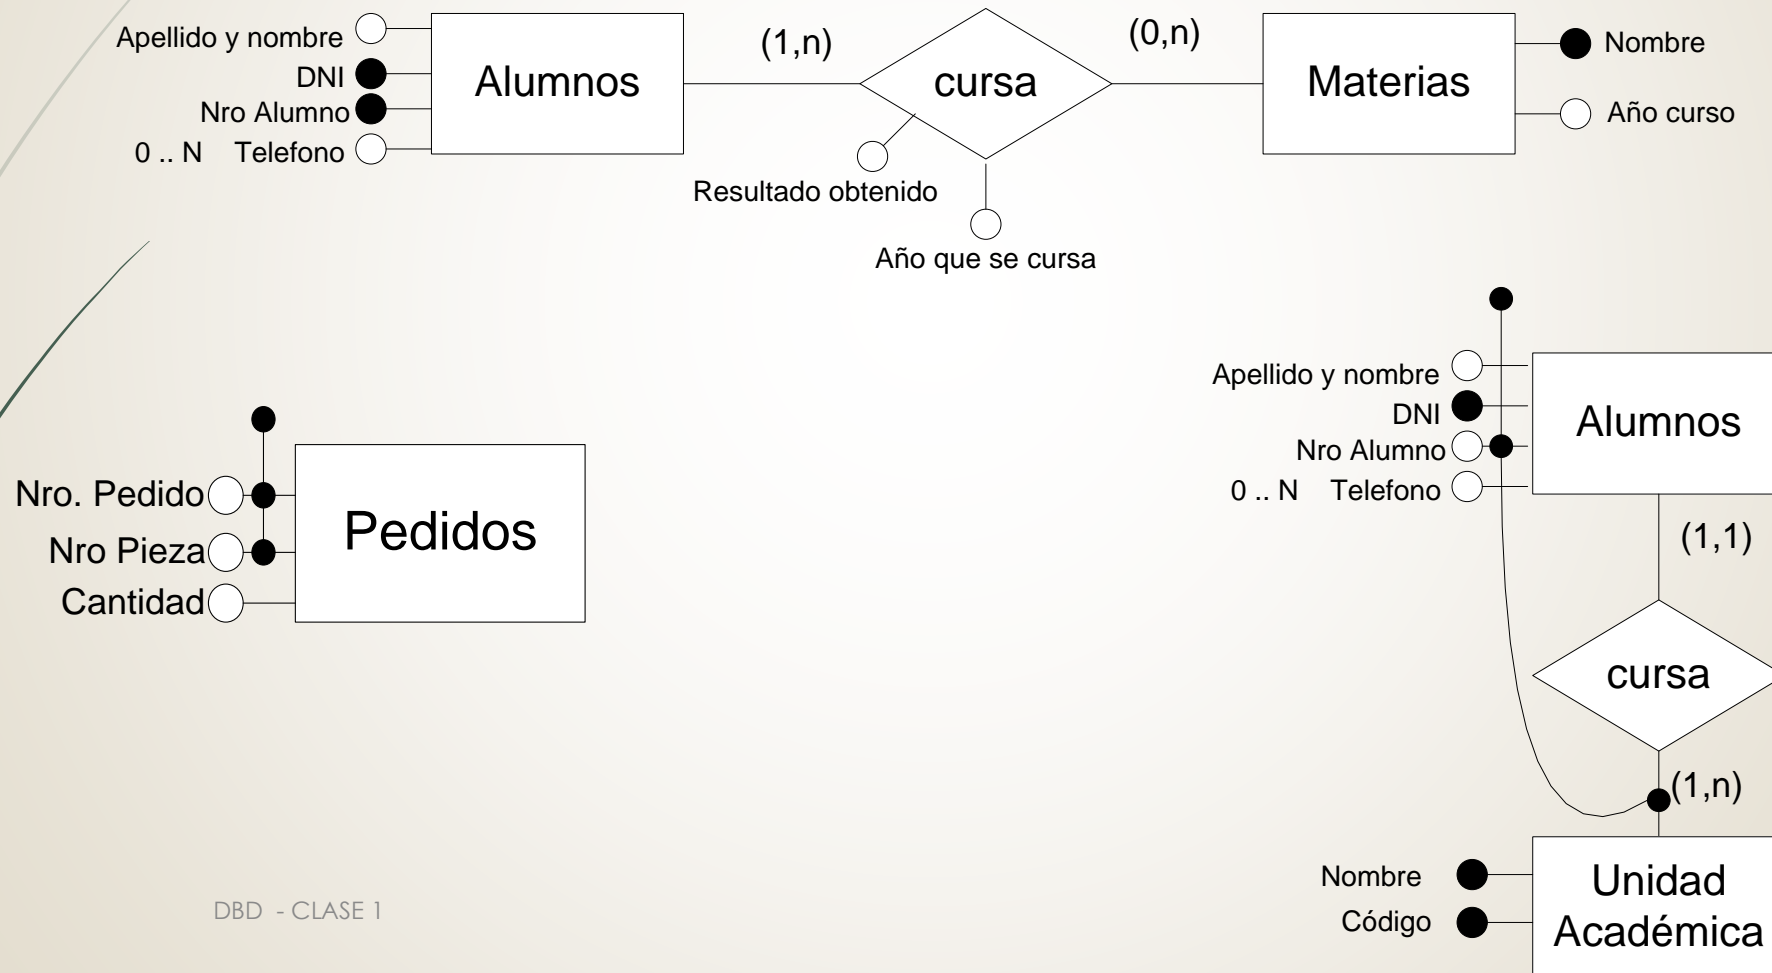 Apellido y nombre
DNI
Nro Alumno
0 .. N Telefono
Alumnos
(1,n)
cursa
(0,n)
Materias
Nombre
Año curso
Resultado obtenido
Año que se cursa
Nro. Pedido
Nro Pieza
Cantidad
Pedidos
Apellido y nombre
DNI
Nro Alumno
0 .. N Telefono
Alumnos
(1,1)
cursa
(1,n)
Nombre
Código
Unidad
Académica
DBD - CLASE 1